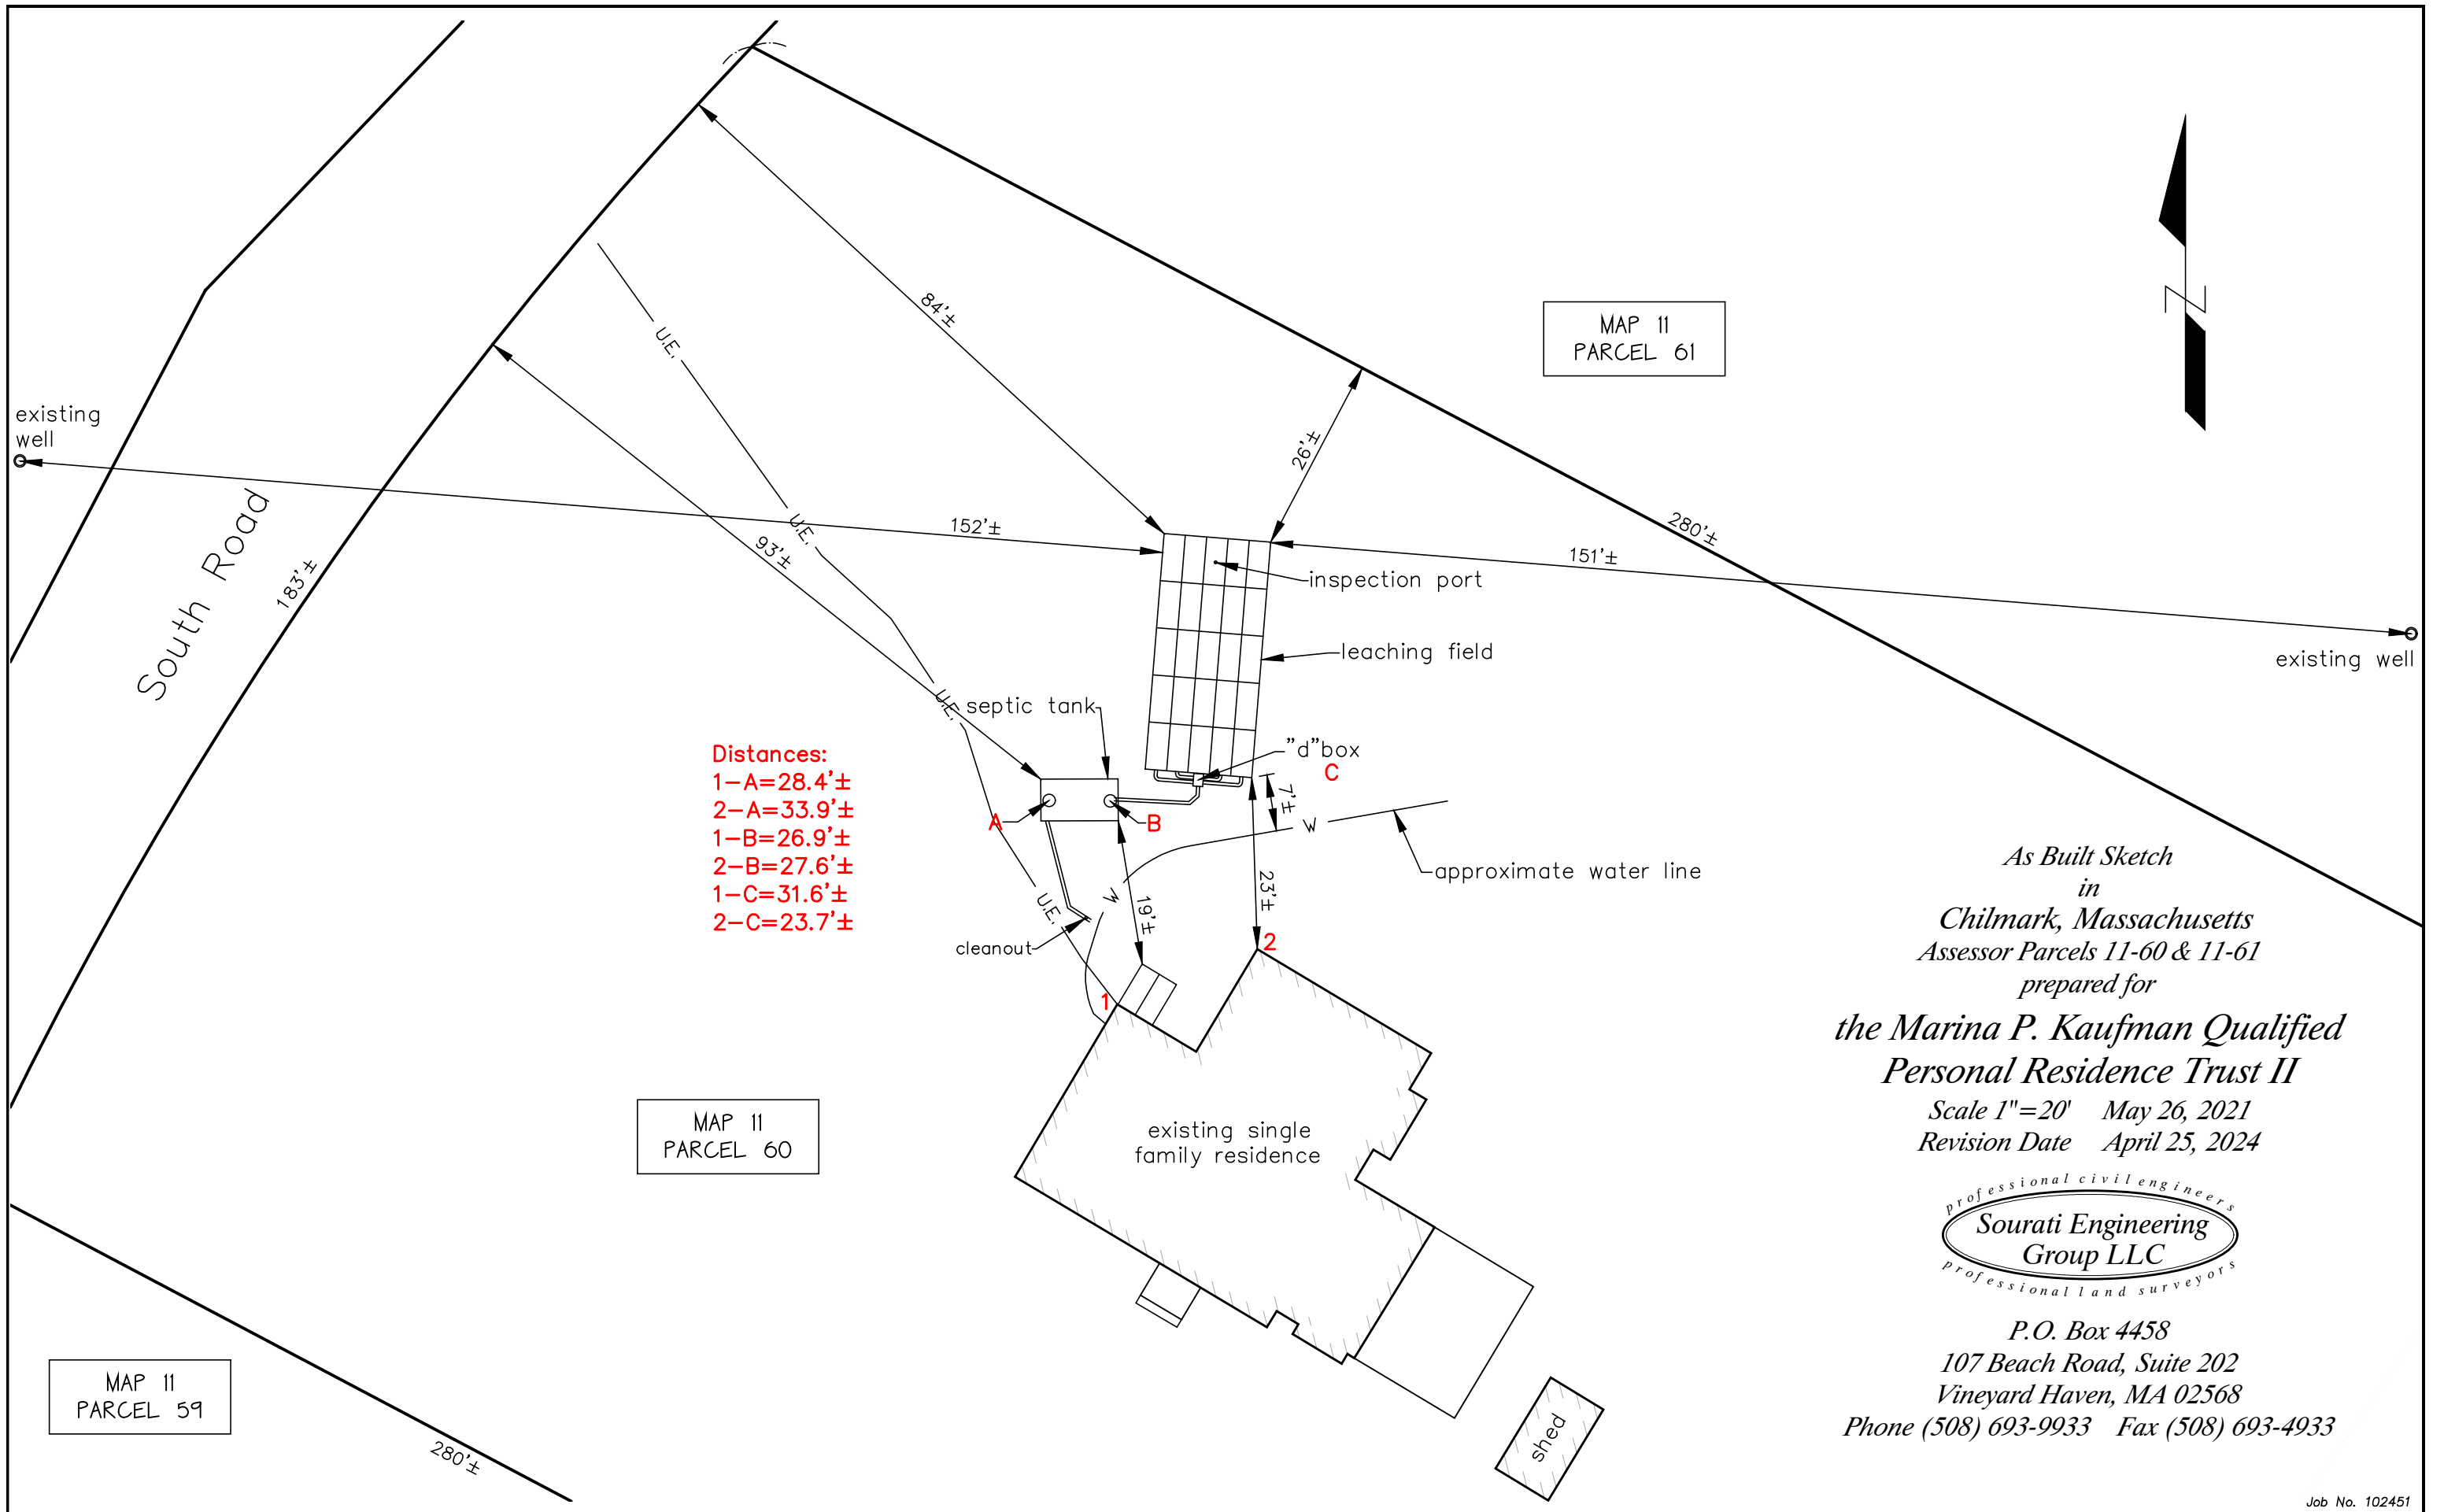 existing
well
South Road
183'±
U.E.
84'±
MAP 11
PARCEL 61
26'±
152'±
U.E.
93'±
280'±
151'±
inspection port
leaching field
existing well
septic tank
U.E.
"d"box
C
Distances:
1-A=28.4'±
2-A=33.9'±
1-B=26.9'±
2-B=27.6'±
1-C=31.6'±
2-C=23.7'±
A
B
7'±
W
approximate water line
W
U.E.
19'±
23'±
cleanout
2
1
existing single
family residence
MAP 11
PARCEL 60
MAP 11
PARCEL 59
280'±
shed
N
As Built Sketch
in
Chilmark, Massachusetts
Assessor Parcels 11-60 & 11-61
prepared for
the Marina P. Kaufman Qualified
Personal Residence Trust II
Scale 1"=20' May 26, 2021
Revision Date April 25, 2024
professional civil engineers
Sourati Engineering
Group LLC
professional land surveyors
P.O. Box 4458
107 Beach Road, Suite 202
Vineyard Haven, MA 02568
Phone (508) 693-9933 Fax (508) 693-4933
Job No. 102451